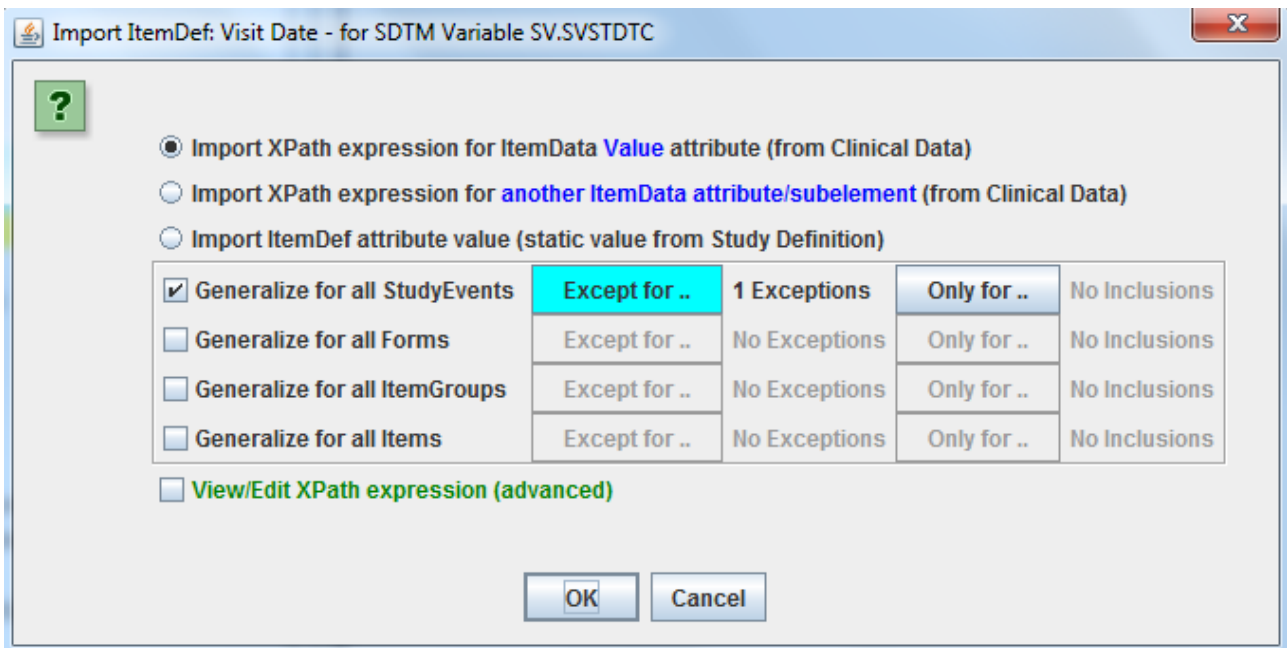 Import ItemDef: Visit Date - for SDTM Variable SV.SVSTDTC
x
?
Import XPath expression for ItemData Value attribute (from Clinical Data)
Import XPath expression for another ItemData attribute/subelement (from Clinical Data)
Import ItemDef attribute value (static value from Study Definition)
Generalize for all StudyEvents Except for .. 1 Exceptions Only for .. No Inclusions
Generalize for all Forms Except for .. No Exceptions Only for .. No Inclusions
Generalize for all ItemGroups Except for .. No Exceptions Only for .. No Inclusions
Generalize for all Items Except for .. No Exceptions Only for .. No Inclusions
View/Edit XPath expression (advanced)
OK Cancel